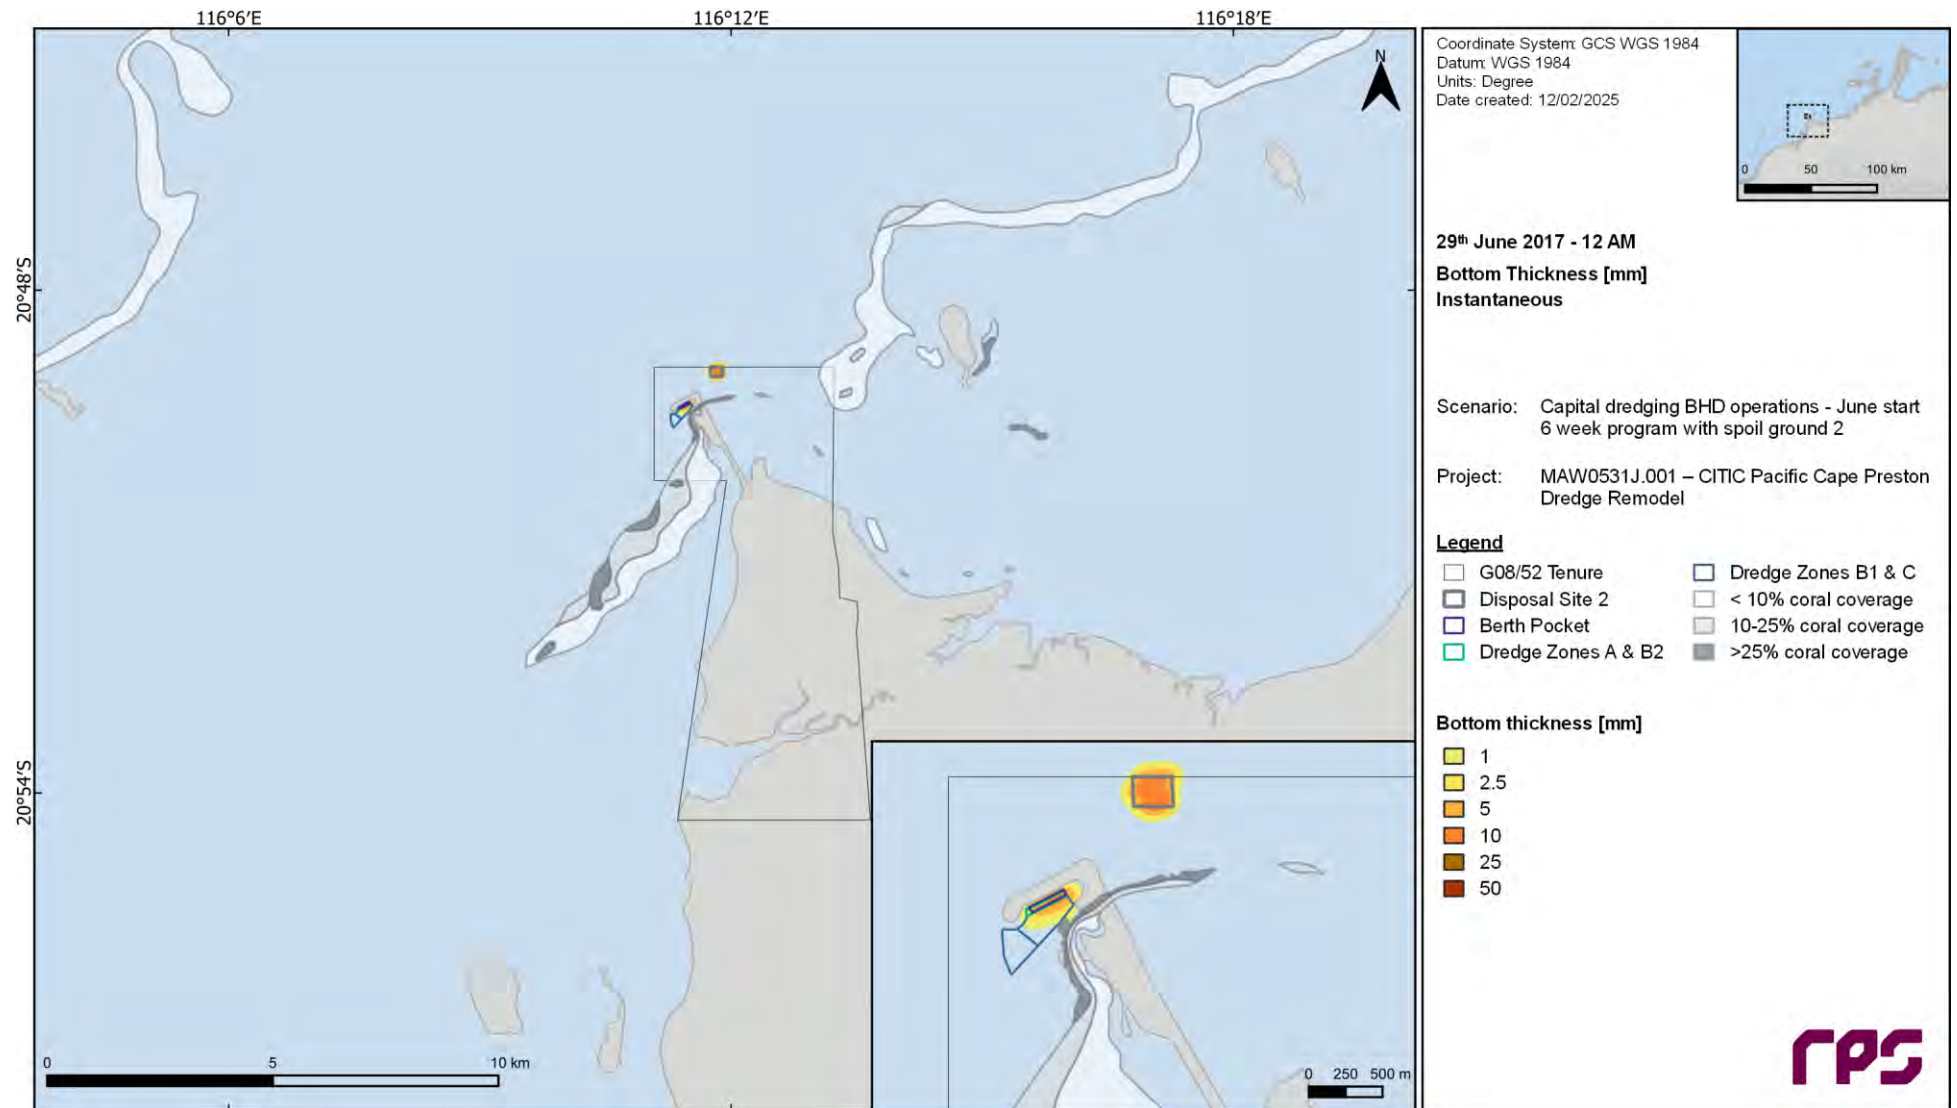 116°6′E
116°12′E
116°18′E
20°48′S
20°54′S
N
0 5 10 km
0 250 500 m
Coordinate System: GCS WGS 1984
Datum: WGS 1984
Units: Degree
Date created: 12/02/2025
0 50 100 km
29th June 2017 - 12 AM
Bottom Thickness [mm]
Instantaneous
Scenario: Capital dredging BHD operations - June start
6 week program with spoil ground 2
Project: MAW0531J.001 – CITIC Pacific Cape Preston
Dredge Remodel
Legend
G08/52 Tenure
Disposal Site 2
Berth Pocket
Dredge Zones A & B2
Dredge Zones B1 & C
< 10% coral coverage
10-25% coral coverage
>25% coral coverage
Bottom thickness [mm]
1
2.5
5
10
25
50
rps